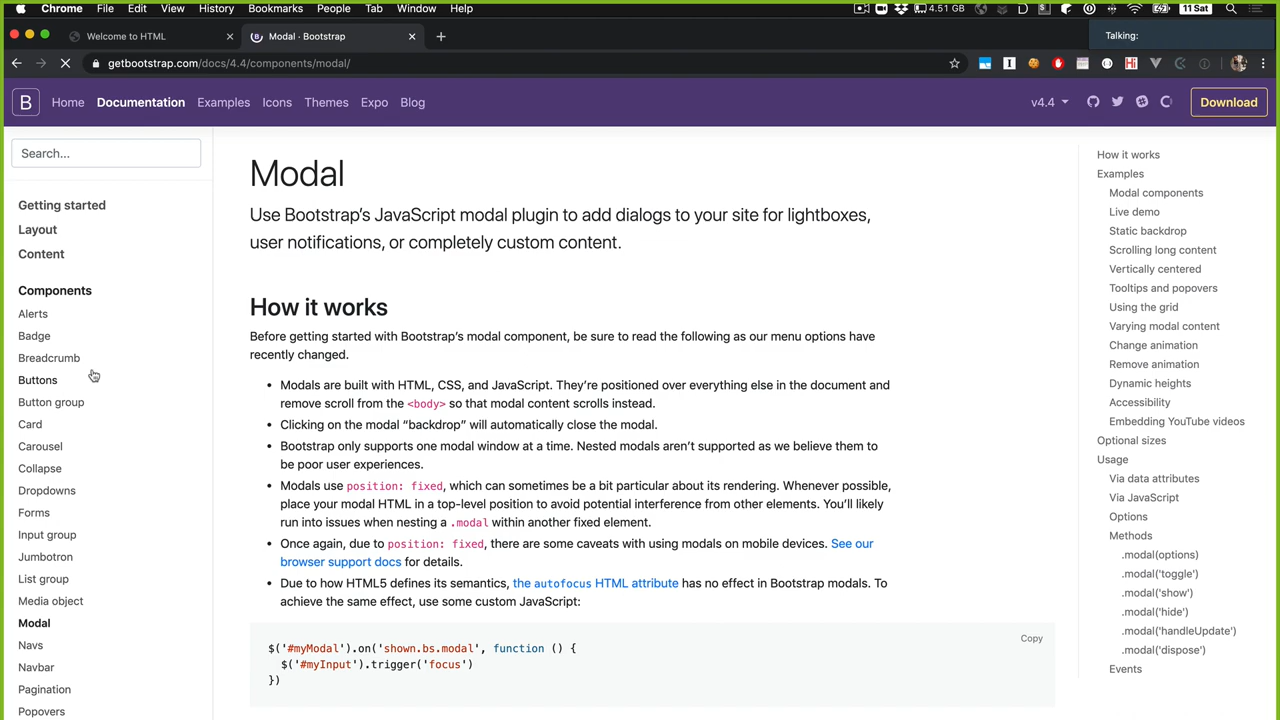 Chrome File Edit View History Bookmarks People Tab Window Help 4.51 GB 11 Sat
Welcome to HTML
Modal · Bootstrap
Talking:
getbootstrap.com/docs/4.4/components/modal/
B Home Documentation Examples Icons Themes Expo Blog v4.4 Download
Search...
Getting started
Layout
Content
Components
Alerts
Badge
Breadcrumb
Buttons
Button group
Card
Carousel
Collapse
Dropdowns
Forms
Input group
Jumbotron
List group
Media object
Modal
Navs
Navbar
Pagination
Popovers
Modal
Use Bootstrap’s JavaScript modal plugin to add dialogs to your site for lightboxes,
user notifications, or completely custom content.
How it works
Before getting started with Bootstrap’s modal component, be sure to read the following as our menu options have
recently changed.
• Modals are built with HTML, CSS, and JavaScript. They’re positioned over everything else in the document and
remove scroll from the <body> so that modal content scrolls instead.
• Clicking on the modal “backdrop” will automatically close the modal.
• Bootstrap only supports one modal window at a time. Nested modals aren’t supported as we believe them to
be poor user experiences.
• Modals use position: fixed, which can sometimes be a bit particular about its rendering. Whenever possible,
place your modal HTML in a top-level position to avoid potential interference from other elements. You’ll likely
run into issues when nesting a .modal within another fixed element.
• Once again, due to position: fixed, there are some caveats with using modals on mobile devices. See our
browser support docs for details.
• Due to how HTML5 defines its semantics, the autofocus HTML attribute has no effect in Bootstrap modals. To
achieve the same effect, use some custom JavaScript:
Copy
$('#myModal').on('shown.bs.modal', function () {
$('#myInput').trigger('focus')
})
How it works
Examples
Modal components
Live demo
Static backdrop
Scrolling long content
Vertically centered
Tooltips and popovers
Using the grid
Varying modal content
Change animation
Remove animation
Dynamic heights
Accessibility
Embedding YouTube videos
Optional sizes
Usage
Via data attributes
Via JavaScript
Options
Methods
.modal(options)
.modal('toggle')
.modal('show')
.modal('hide')
.modal('handleUpdate')
.modal('dispose')
Events